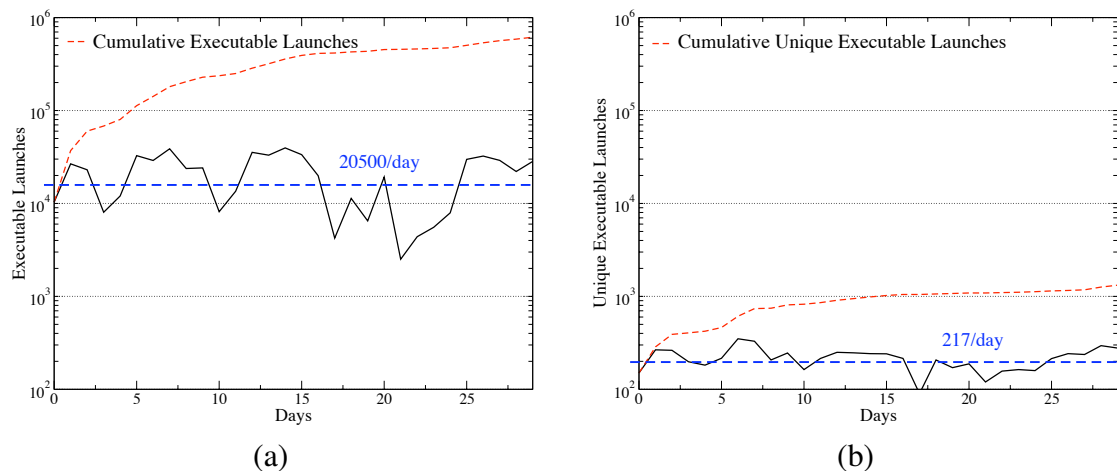 10^6
Cumulative Executable Launches
10^5
20500/day
10^4
10^3
10^2
Executable Launches
0 5 10 15 20 25
Days
(a)
10^6
Cumulative Unique Executable Launches
10^5
10^4
10^3
217/day
10^2
Unique Executable Launches
0 5 10 15 20 25
Days
(b)